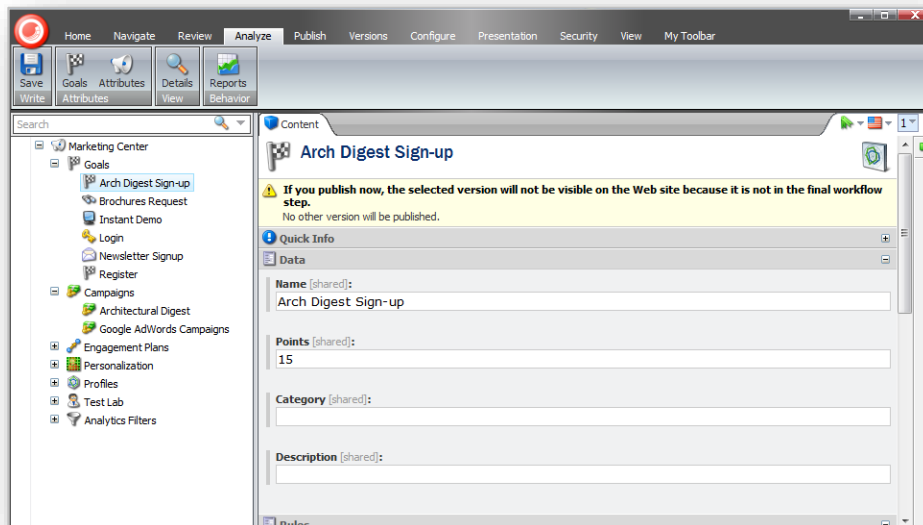 Home Navigate Review Analyze Publish Versions Configure Presentation Security View My Toolbar
Save Goals Attributes Details Reports
Write Attributes View Behavior
Search
Marketing Center
Goals
Arch Digest Sign-up
Brochures Request
Instant Demo
Login
Newsletter Signup
Register
Campaigns
Architectural Digest
Google AdWords Campaigns
Engagement Plans
Personalization
Profiles
Test Lab
Analytics Filters
Content
1
Arch Digest Sign-up
If you publish now, the selected version will not be visible on the Web site because it is not in the final workflow
step.
No other version will be published.
Quick Info
Data
Name [shared]:
Arch Digest Sign-up
Points [shared]:
15
Category [shared]:
Description [shared]:
Rules